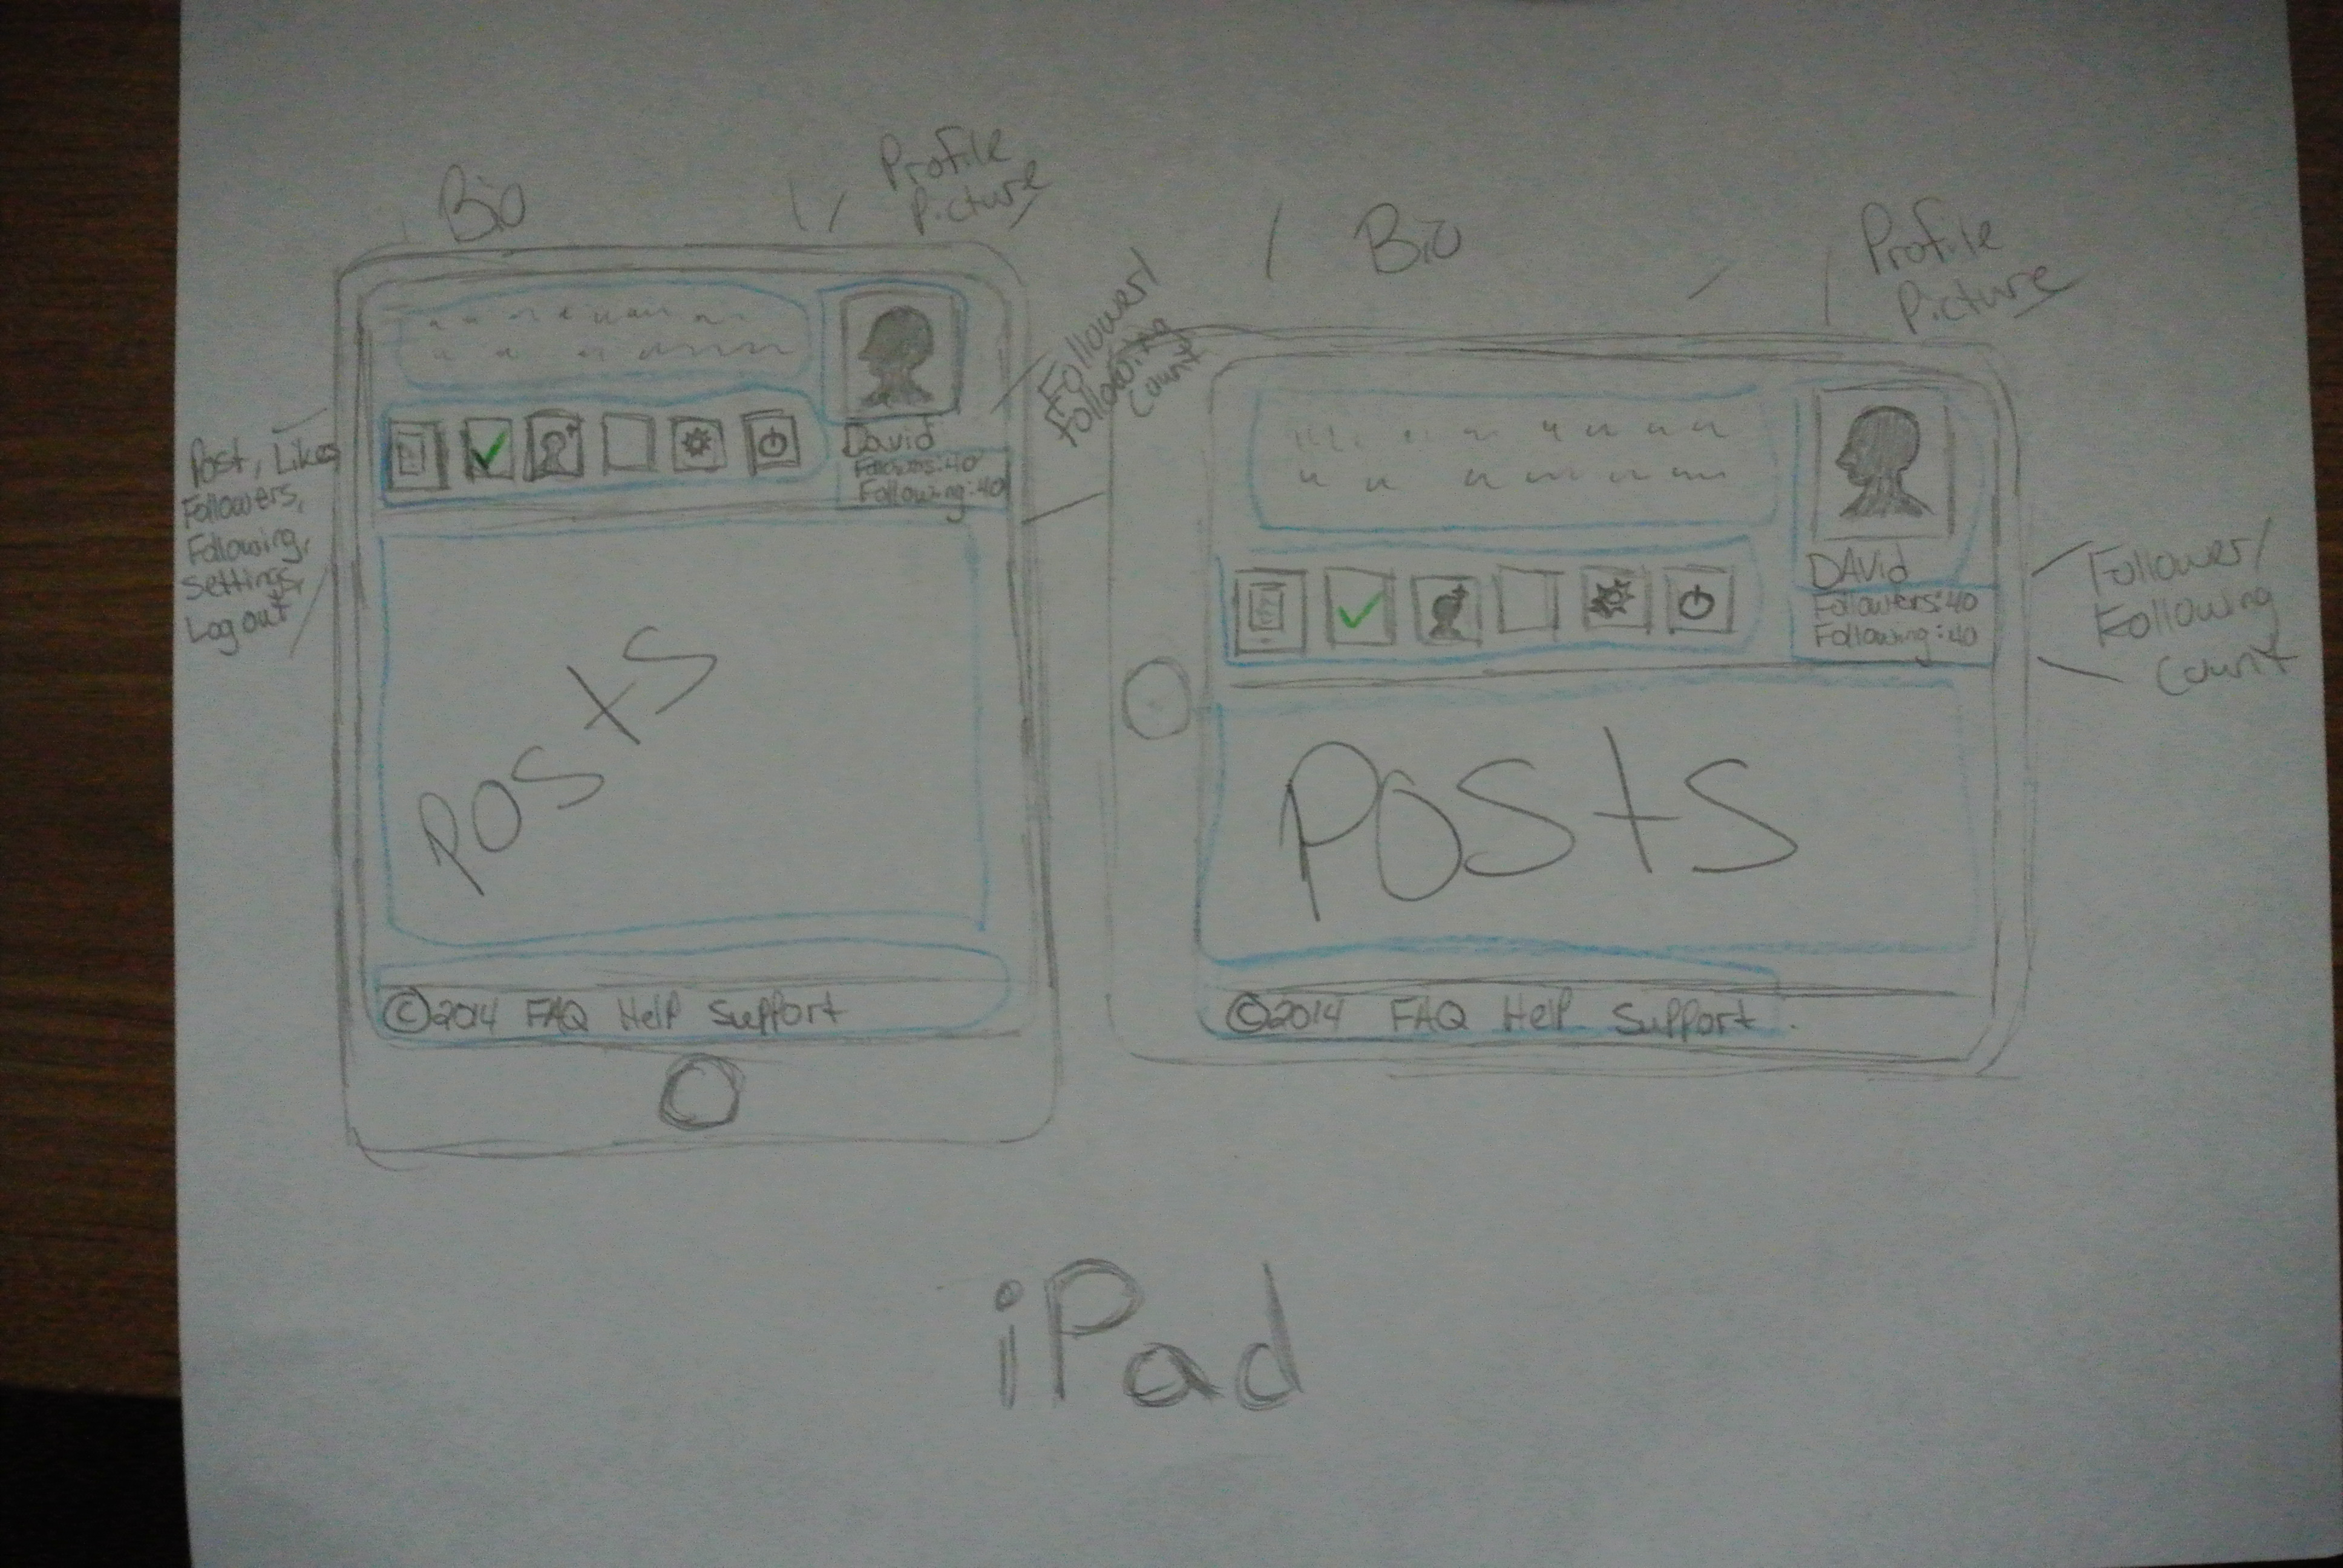 Bio
Profile
Picture
Post, Likes
Followers,
Following,
Settings,
Log out
David
Followers:40
Following:40
Follower/
Following
Count
Posts
©2014 FAQ Help Support
Bio
Profile
Picture
DAVid
Followers:40
Following:40
Follower/
Following
Count
Posts
©2014 FAQ Help Support.
iPad